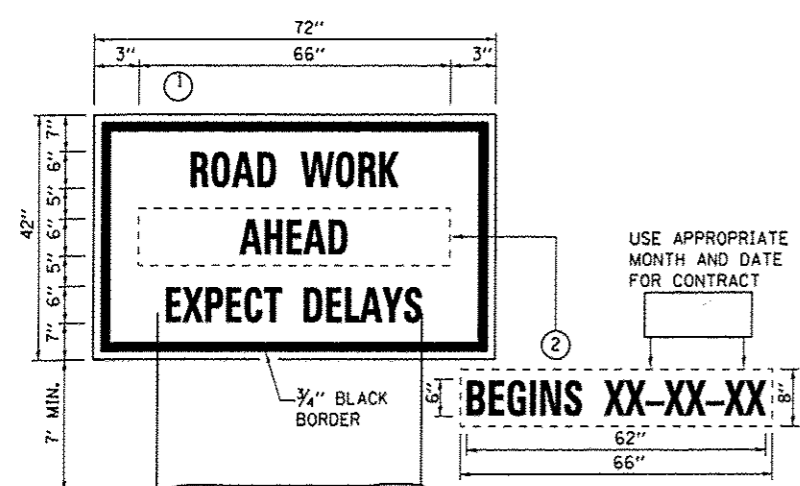 72"
3" 66" 3"
1
7"
6"
5"
6"
5"
6"
7"
42"
7' MIN.
ROAD WORK
AHEAD
EXPECT DELAYS
¾" BLACK
BORDER
USE APPROPRIATE
MONTH AND DATE
FOR CONTRACT
2
6"
BEGINS XX-XX-XX
8"
62"
66"